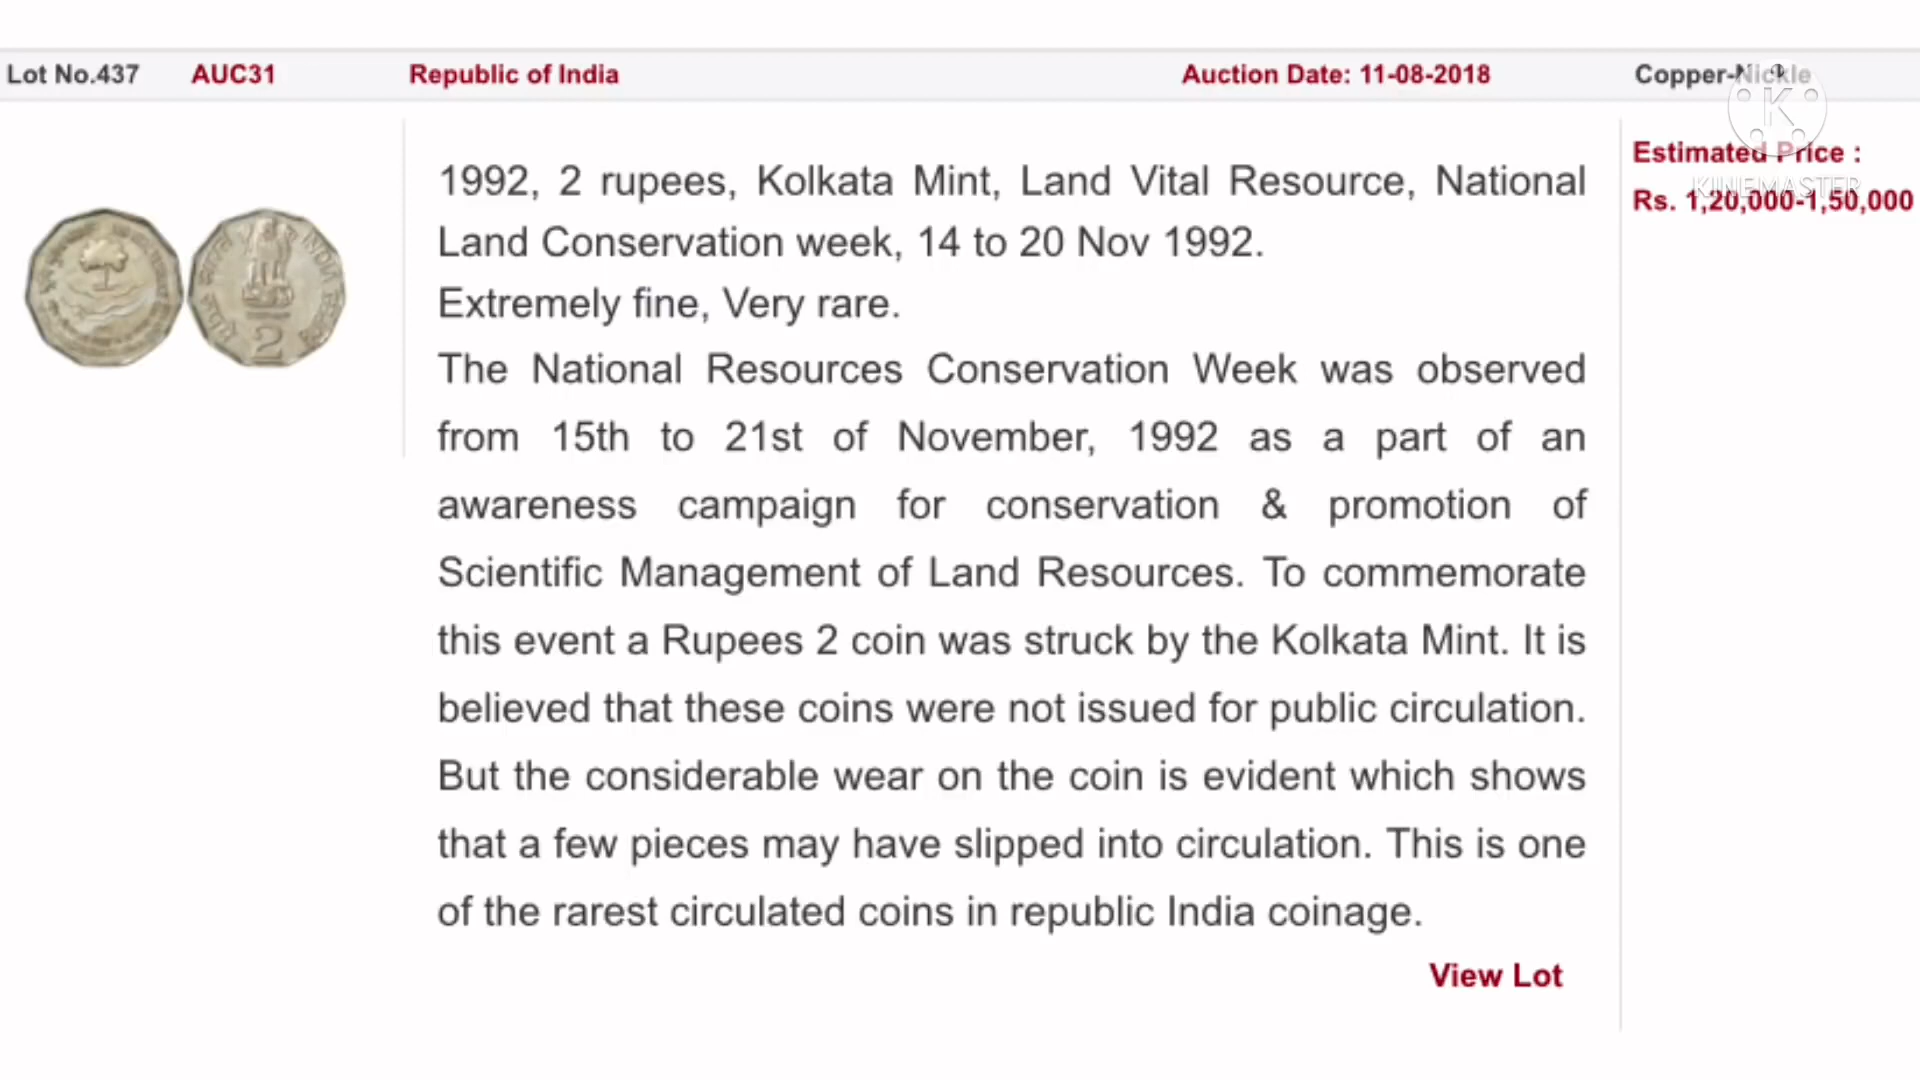 Lot No.437 AUC31 Republic of India Auction Date: 11-08-2018 Copper-Nickle
Estimated Price :
KINEMASTER
Rs. 1,20,000-1,50,000
1992, 2 rupees, Kolkata Mint, Land Vital Resource, National
Land Conservation week, 14 to 20 Nov 1992.
Extremely fine, Very rare.
The National Resources Conservation Week was observed
from 15th to 21st of November, 1992 as a part of an
awareness campaign for conservation & promotion of
Scientific Management of Land Resources. To commemorate
this event a Rupees 2 coin was struck by the Kolkata Mint. It is
believed that these coins were not issued for public circulation.
But the considerable wear on the coin is evident which shows
that a few pieces may have slipped into circulation. This is one
of the rarest circulated coins in republic India coinage.
View Lot
INDIA
2
K